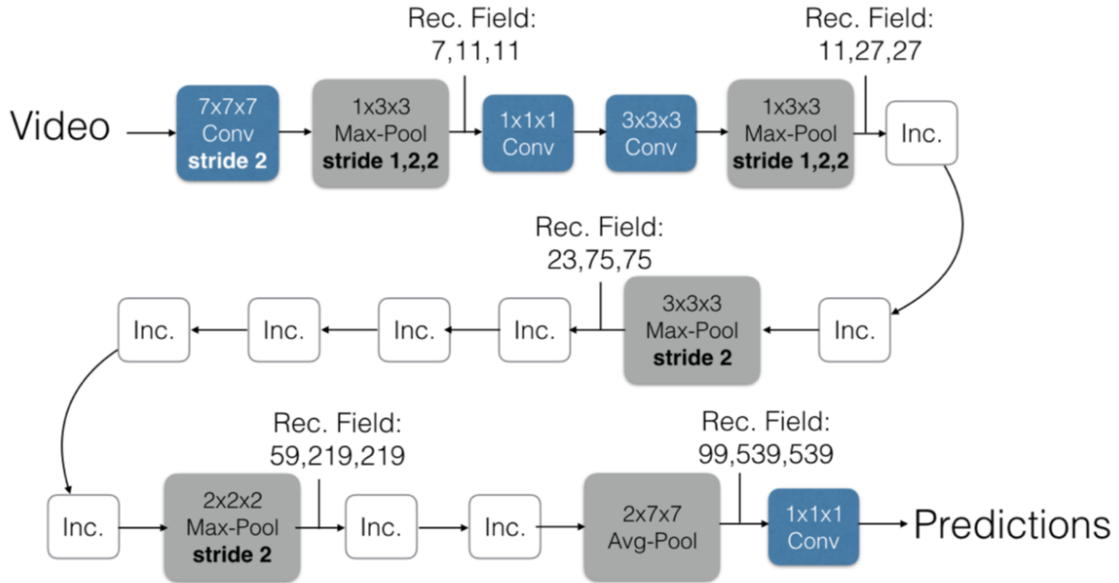 Rec. Field:
7,11,11
Rec. Field:
11,27,27
Video
7x7x7
Conv
stride 2
1x3x3
Max-Pool
stride 1,2,2
1x1x1
Conv
3x3x3
Conv
1x3x3
Max-Pool
stride 1,2,2
Inc.
Rec. Field:
23,75,75
Inc.
Inc.
Inc.
Inc.
3x3x3
Max-Pool
stride 2
Inc.
Rec. Field:
59,219,219
Rec. Field:
99,539,539
Inc.
2x2x2
Max-Pool
stride 2
Inc.
Inc.
2x7x7
Avg-Pool
1x1x1
Conv
Predictions